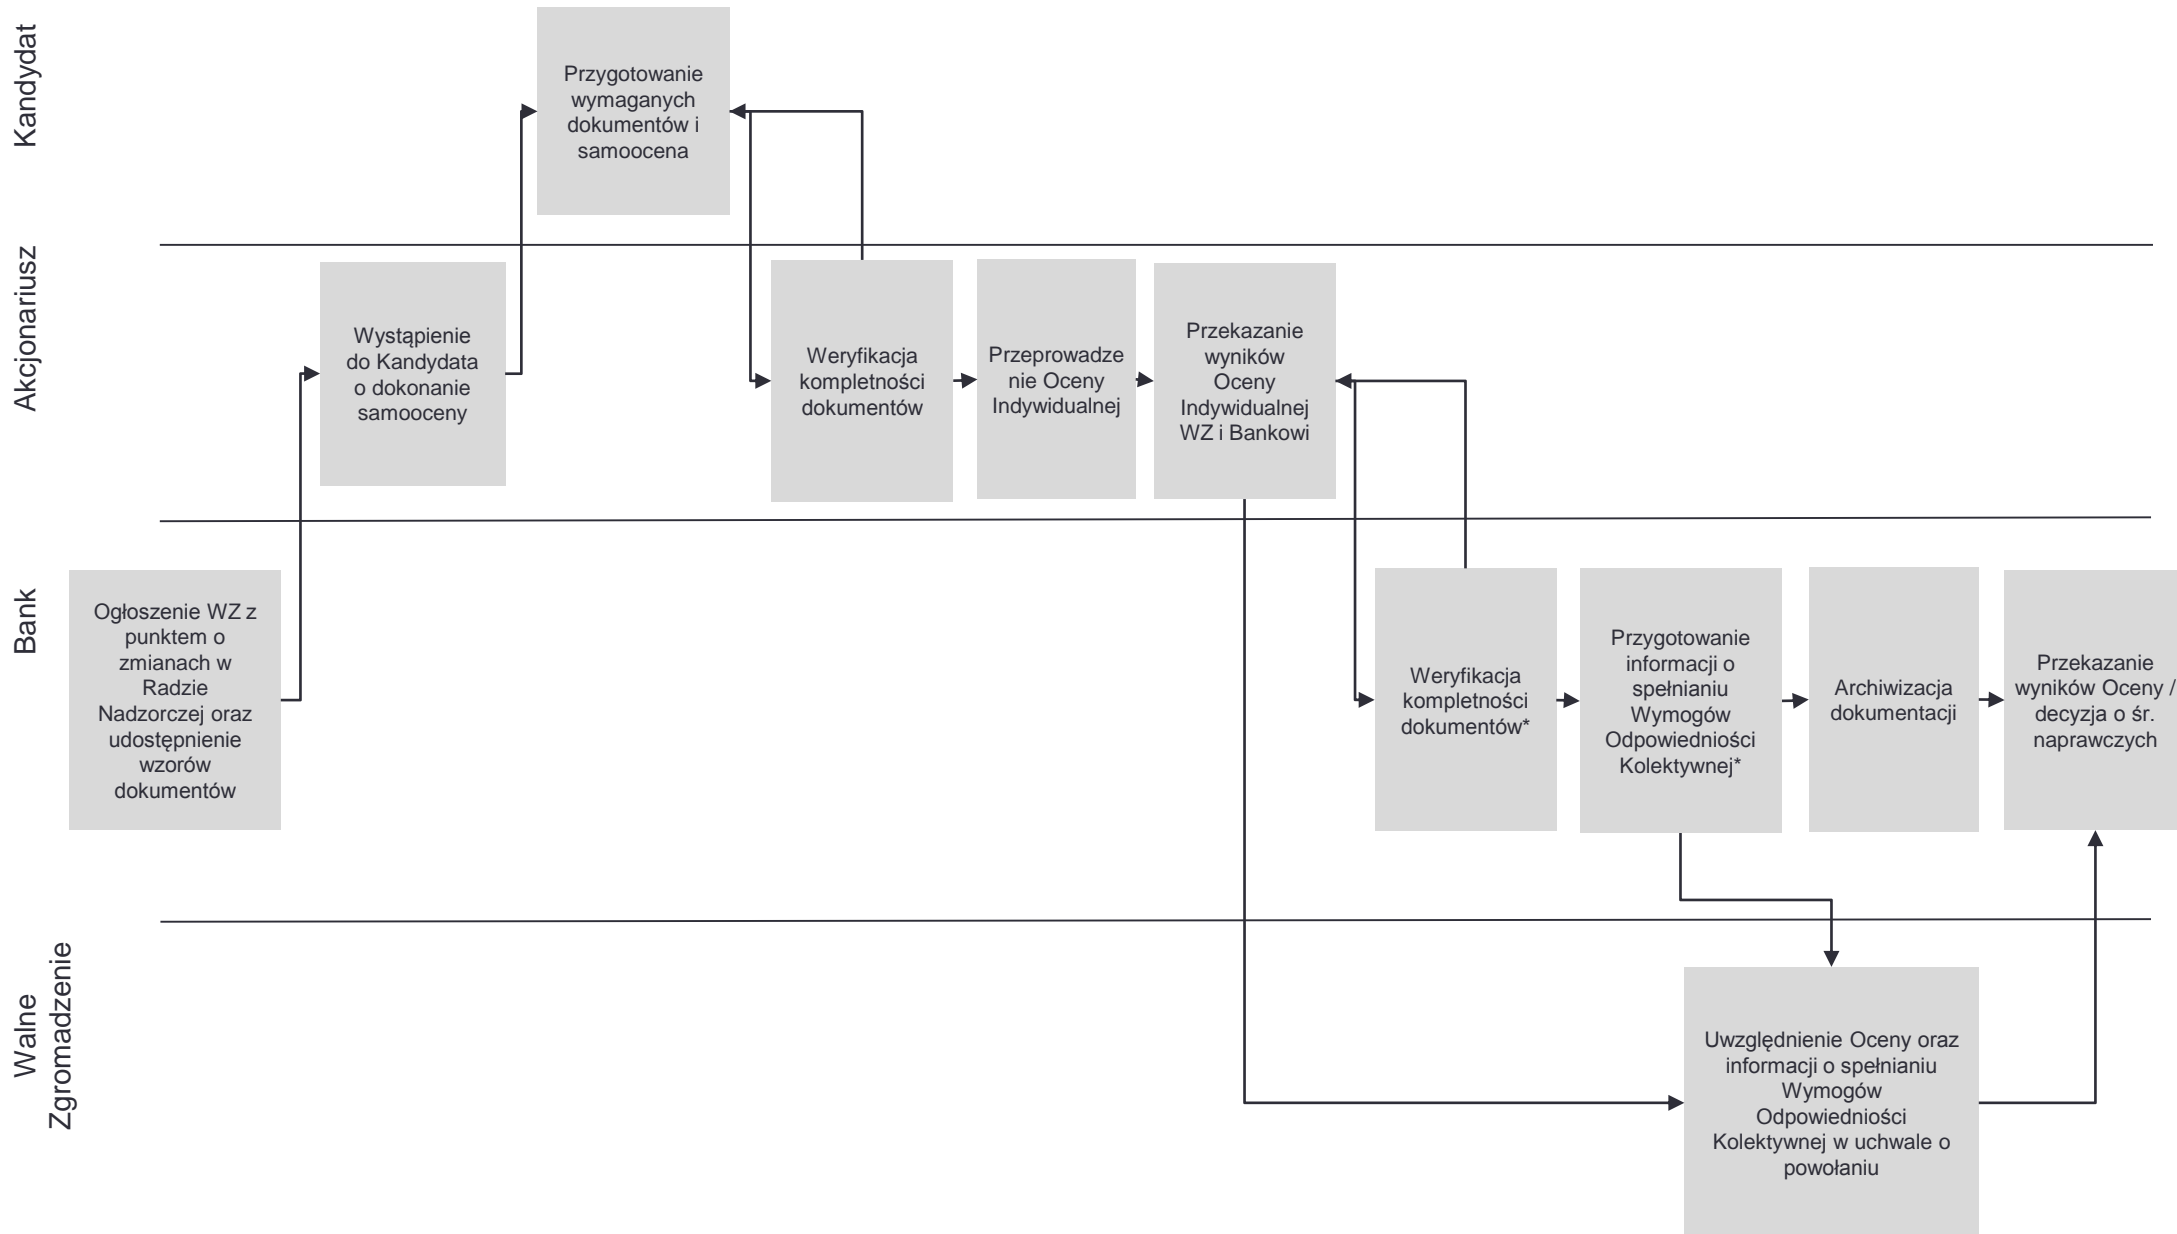 Kandydat
Przygotowanie
wymaganych
dokumentów i
samoocena
Akcjonariusz
Wystąpienie
do Kandydata
o dokonanie
samooceny
Weryfikacja
kompletności
dokumentów
Przeprowadze
nie Oceny
Indywidualnej
Przekazanie
wyników
Oceny
Indywidualnej
WZ i Bankowi
Bank
Ogłoszenie WZ z
punktem o
zmianach w
Radzie
Nadzorczej oraz
udostępnienie
wzorów
dokumentów
Weryfikacja
kompletności
dokumentów*
Przygotowanie
informacji o
spełnianiu
Wymogów
Odpowiedniości
Kolektywnej*
Archiwizacja
dokumentacji
Przekazanie
wyników Oceny /
decyzja o śr.
naprawczych
Walne
Zgromadzenie
Uwzględnienie Oceny oraz
informacji o spełnianiu
Wymogów
Odpowiedniości
Kolektywnej w uchwale o
powołaniu